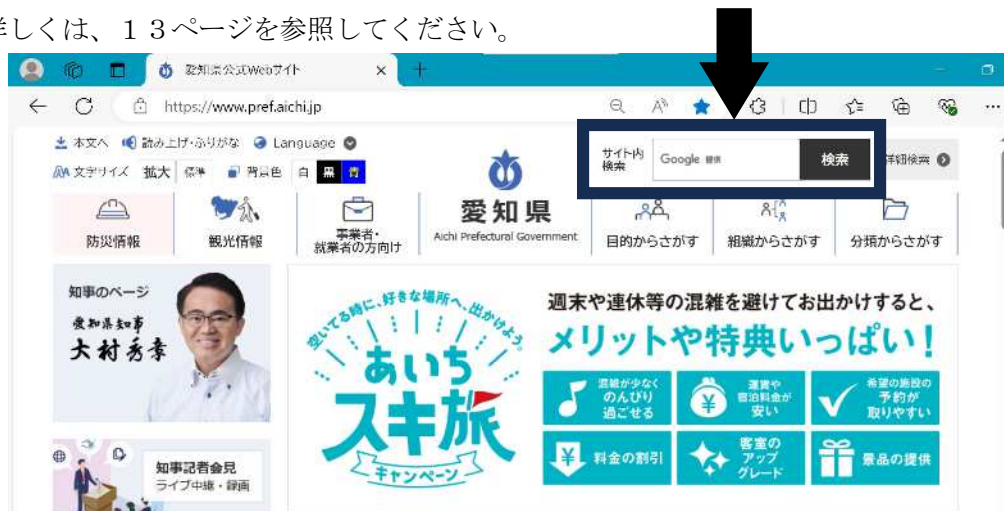 詳しくは、１３ページを参照してください。
愛知県公式Webサイト
https://www.pref.aichi.jp
本文へ 読み上げ・ふりがな Language
文字サイズ 拡大 標準 背景色 白 黒 青
サイト内検索 Google 提供 検索 詳細検索
愛知県
Aichi Prefectural Government
防災情報
観光情報
事業者・
就業者の方向け
目的からさがす
組織からさがす
分類からさがす
知事のページ
愛知県知事
大村秀章
知事記者会見
ライブ中継・録画
空いてる時に、好きな場所へ、出かけよう。
あいち
スキ旅
キャンペーン
週末や連休等の混雑を避けてお出かけすると、
メリットや特典いっぱい！
混雑が少なく
のんびり
過ごせる
運賃や
宿泊料金が
安い
希望の施設の
予約が
取りやすい
料金の割引
客室の
アップ
グレード
景品の提供